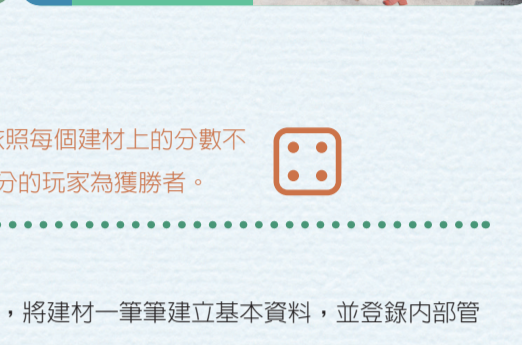 照每個建材上的分數不
分的玩家為獲勝者。
，將建材一筆筆建立基本資料，並登錄內部管